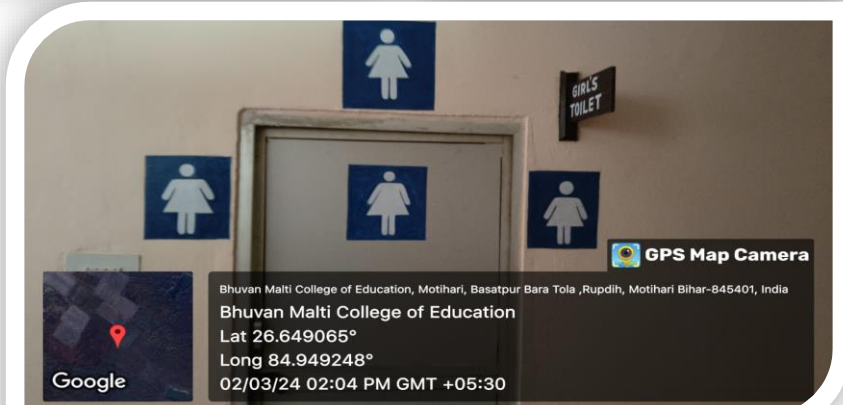 GIRL'S
TOILET
GPS Map Camera
Bhuvan Malti College of Education, Motihari, Basatpur Bara Tola ,Rupdih, Motihari Bihar-845401, India
Bhuvan Malti College of Education
Lat 26.649065°
Long 84.949248°
02/03/24 02:04 PM GMT +05:30
Google